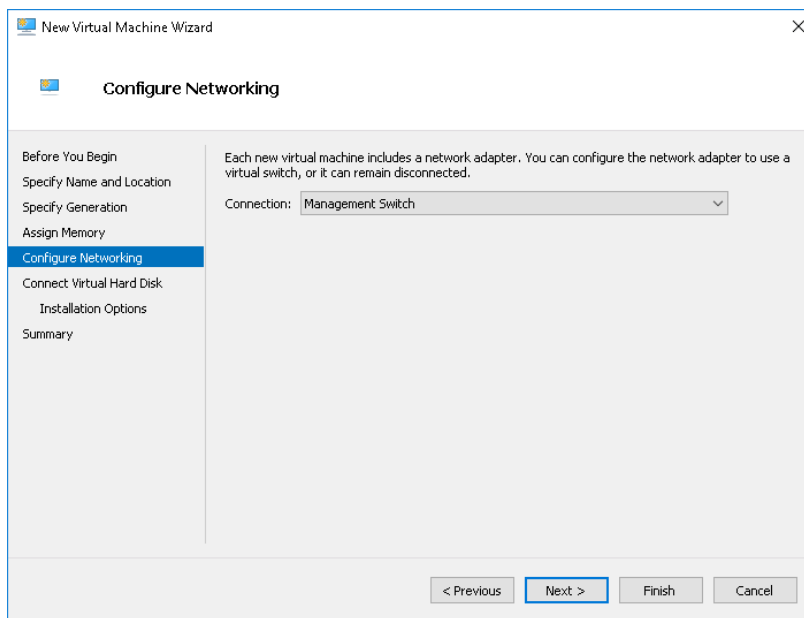 New Virtual Machine Wizard
Configure Networking
Before You Begin
Specify Name and Location
Specify Generation
Assign Memory
Configure Networking
Connect Virtual Hard Disk
Installation Options
Summary
Each new virtual machine includes a network adapter. You can configure the network adapter to use a
virtual switch, or it can remain disconnected.
Connection: Management Switch
< Previous Next > Finish Cancel